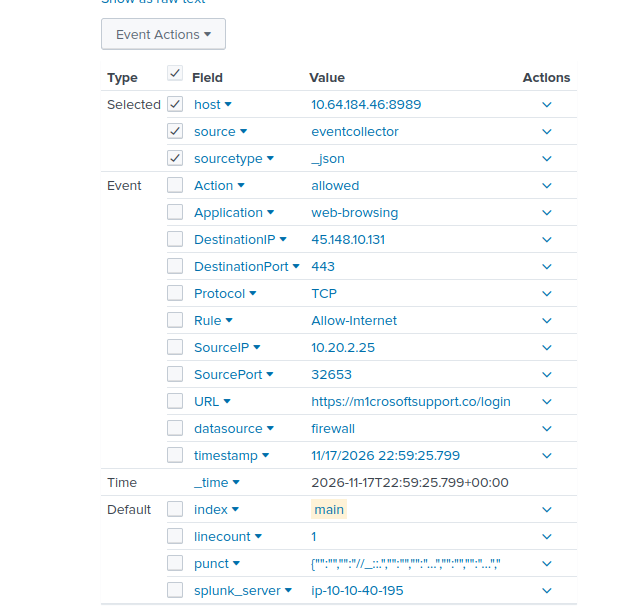 Show as raw text
Event Actions
Type Field Value Actions
Selected host 10.64.184.46:8989
source eventcollector
sourcetype _json
Event Action allowed
Application web-browsing
DestinationIP 45.148.10.131
DestinationPort 443
Protocol TCP
Rule Allow-Internet
SourceIP 10.20.2.25
SourcePort 32653
URL https://m1crosoftsupport.co/login
datasource firewall
timestamp 11/17/2026 22:59:25.799
Time _time 2026-11-17T22:59:25.799+00:00
Default index main
linecount 1
punct
splunk_server ip-10-10-40-195